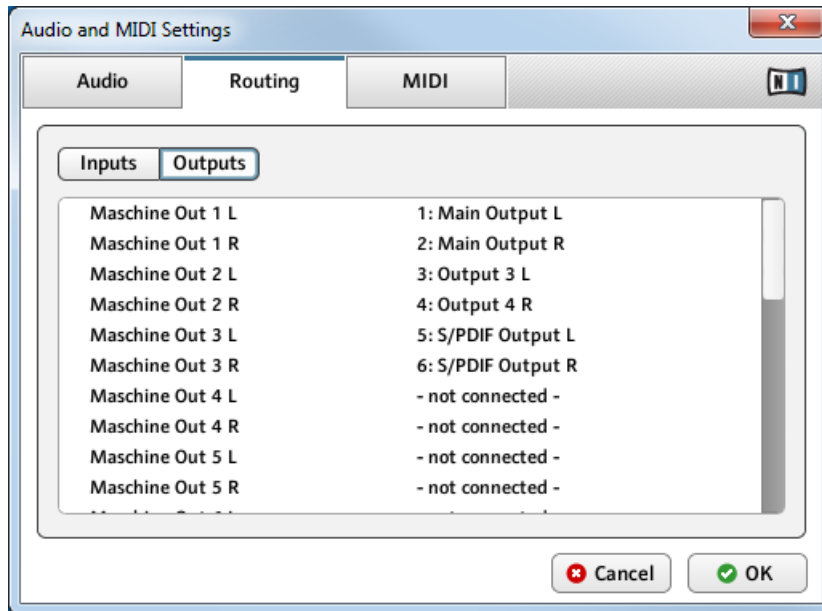 Audio and MIDI Settings
Audio Routing MIDI
NI
Inputs Outputs
Maschine Out 1 L 1: Main Output L
Maschine Out 1 R 2: Main Output R
Maschine Out 2 L 3: Output 3 L
Maschine Out 2 R 4: Output 4 R
Maschine Out 3 L 5: S/PDIF Output L
Maschine Out 3 R 6: S/PDIF Output R
Maschine Out 4 L - not connected -
Maschine Out 4 R - not connected -
Maschine Out 5 L - not connected -
Maschine Out 5 R - not connected -
Cancel OK